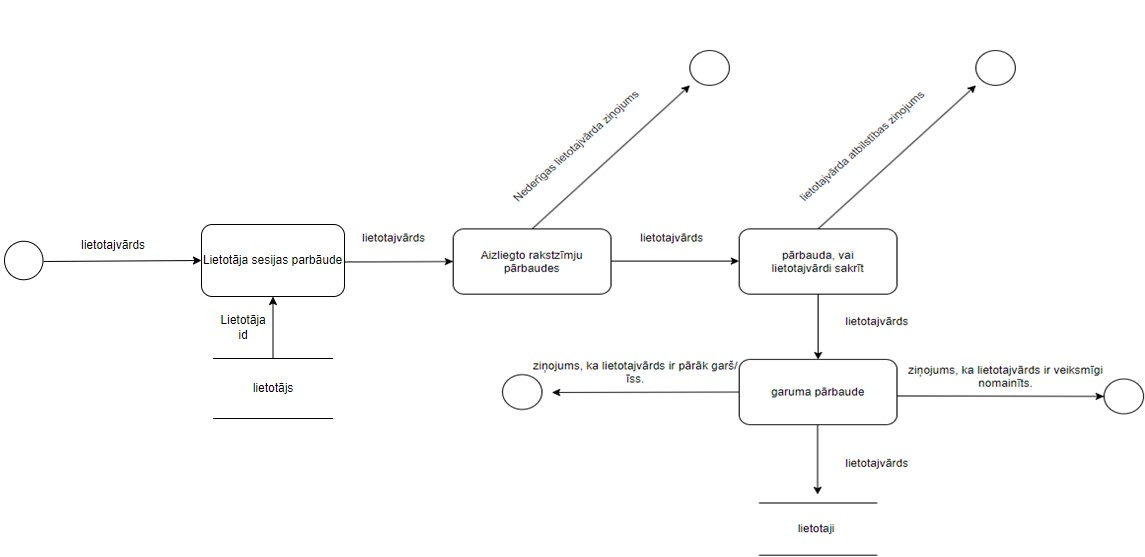 Nederīgas lietotajvārda ziņojums
lietotajvārda atbilstības ziņojums
lietotajvārds
lietotajvārds
lietotajvārds
Lietotāja sesijas parbāude
Aizliegto rakstzīmju
pārbaudes
pārbauda, vai
lietotajvārdi sakrīt
Lietotāja
id
lietotajvārds
lietotājs
ziņojums, ka lietotajvārds ir pārāk garš/
īss.
garuma pārbaude
ziņojums, ka lietotajvārds ir veiksmīgi
nomainīts.
lietotajvārds
lietotaji